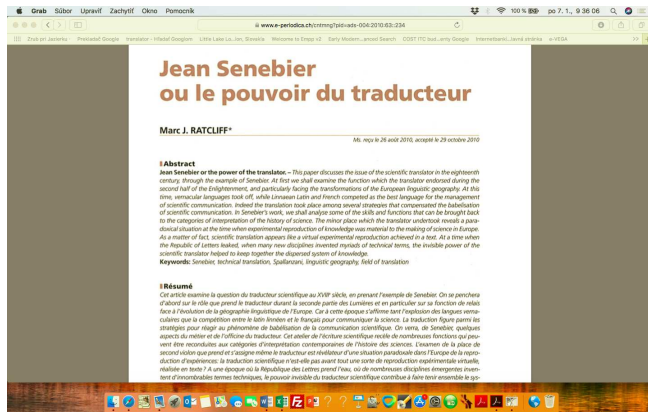 Grab Súbor Upraviť Zachytiť Okno Pomocník 100 % po 7. 1., 9 36 06
www.e-periodica.ch/cntmng?pid=ads-004:2010:63::234
Jean Senebier
ou le pouvoir du traducteur
Marc J. RATCLIFF*
Ms. reçu le 26 août 2010, accepté le 29 octobre 2010
Abstract
Jean Senebier or the power of the translator. – This paper discusses the issue of the scientific translator in the eighteenth
century, through the example of Senebier. At first we shall examine the function which the translator endorsed during the
second half of the Enlightenment, and particularly facing the transformations of the European linguistic geography. At this
time, vernacular languages took off, while Linnaean Latin and French competed as the best language for the management
of scientific communication. Indeed the translation took place among several strategies that compensated the babelisation
of scientific communication. In Senebier's work, we shall analyse some of the skills and functions that can be brought back
to the categories of interpretation of the history of science. The minor place which the translator undertook reveals a para-
doxical situation at the time when experimental reproduction of knowledge was material to the making of science in Europe.
As a matter of fact, scientific translation appears like a virtual experimental reproduction achieved in a text. At a time when
the Republic of Letters leaked, when many new disciplines invented myriads of technical terms, the invisible power of the
scientific translator helped to keep together the dispersed system of knowledge.
Keywords: Senebier, technical translation, Spallanzani, linguistic geography, field of translation
Résumé
Cet article examine la question du traducteur scientifique au XVIIIᵉ siècle, en prenant l'exemple de Senebier. On se penchera
d'abord sur le rôle que prend le traducteur durant la seconde partie des Lumières et en particulier sur sa fonction de relais
face à l'évolution de la géographie linguistique de l'Europe. Car à cette époque s'affirme tant l'explosion des langues verna-
culaires que la compétition entre le latin linnéen et le français pour communiquer la science. La traduction figure parmi les
stratégies pour réagir au phénomène de babélisation de la communication scientifique. On verra, de Senebier, quelques
aspects du métier et de l'officine du traducteur. Cet atelier de l'écriture scientifique recèle de nombreuses fonctions qui peu-
vent être reconduites aux catégories d'interprétation contemporaines de l'histoire des sciences. L'examen de la place de
second violon que prend et s'assigne même le traducteur est révélateur d'une situation paradoxale dans l'Europe de la repro-
duction d'expériences: la traduction scientifique n'est-elle pas avant tout une sorte de reproduction expérimentale virtuelle,
réalisée en texte ? A une époque où la République des Lettres prend l'eau, où de nombreuses disciplines émergentes inven-
tent d'innombrables termes techniques, le pouvoir invisible du traducteur scientifique contribue à faire tenir ensemble le sys-